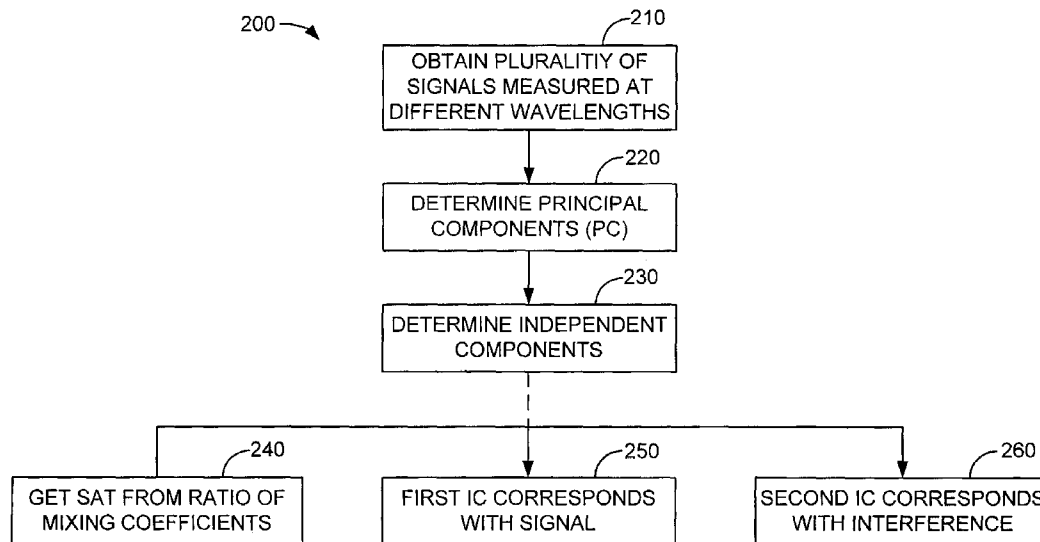 200
210
OBTAIN PLURALITIY OF
SIGNALS MEASURED AT
DIFFERENT WAVELENGTHS
220
DETERMINE PRINCIPAL
COMPONENTS (PC)
230
DETERMINE INDEPENDENT
COMPONENTS
240
GET SAT FROM RATIO OF
MIXING COEFFICIENTS
250
FIRST IC CORRESPONDS
WITH SIGNAL
260
SECOND IC CORRESPONDS
WITH INTERFERENCE